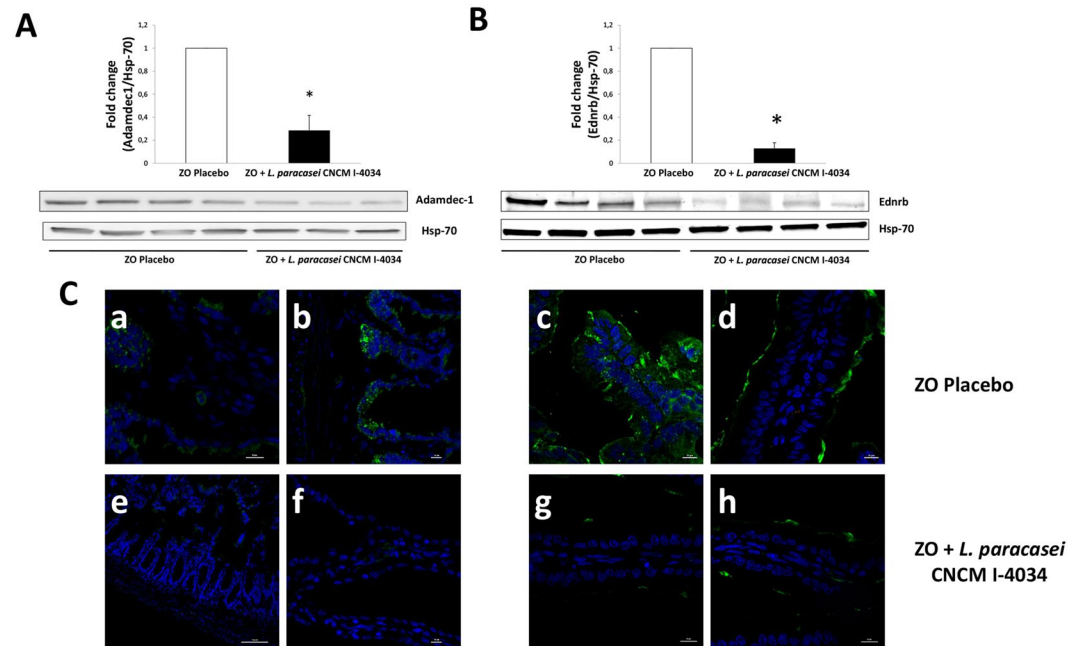 A
Fold change
(Adamdec1/Hsp-70)
1,2
1
0,8
0,6
0,4
0,2
0
*
ZO Placebo
ZO + L. paracasei CNCM I-4034
Adamdec-1
Hsp-70
ZO Placebo
ZO + L. paracasei CNCM I-4034
B
Fold change
(Ednrb/Hsp-70)
1,2
1
0,8
0,6
0,4
0,2
0
*
ZO Placebo
ZO + L. paracasei CNCM I-4034
Ednrb
Hsp-70
ZO Placebo
ZO + L. paracasei CNCM I-4034
C
a
b
c
d
ZO Placebo
e
f
g
h
ZO + L. paracasei
CNCM I-4034